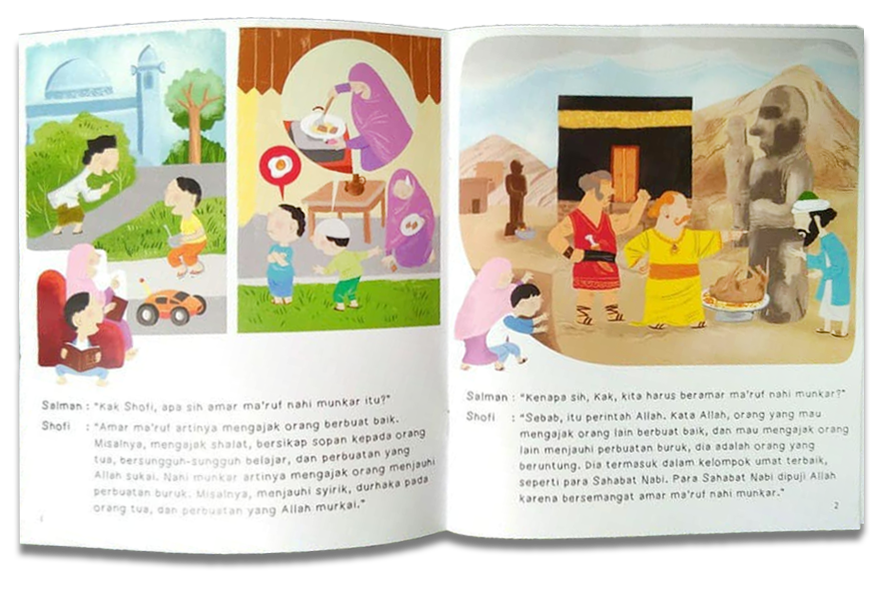 Salman : "Kak Shofi, apa sih amar ma'ruf nahi munkar itu?"
Shofi : "Amar ma'ruf artinya mengajak orang berbuat baik.
Misalnya, mengajak shalat, bersikap sopan kepada orang
tua, bersungguh-sungguh belajar, dan perbuatan yang
Allah sukai. Nahi munkar artinya mengajak orang menjauhi
perbuatan buruk. Misalnya, menjauhi syirik, durhaka pada
orang tua, dan perbuatan yang Allah murkai."
1
Salman : "Kenapa sih, Kak, kita harus beramar ma'ruf nahi munkar?"
Shofi : "Sebab, itu perintah Allah. Kata Allah, orang yang mau
mengajak orang lain berbuat baik, dan mau mengajak orang
lain menjauhi perbuatan buruk, dia adalah orang yang
beruntung. Dia termasuk dalam kelompok umat terbaik,
seperti para Sahabat Nabi. Para Sahabat Nabi dipuji Allah
karena bersemangat amar ma'ruf nahi munkar."
2